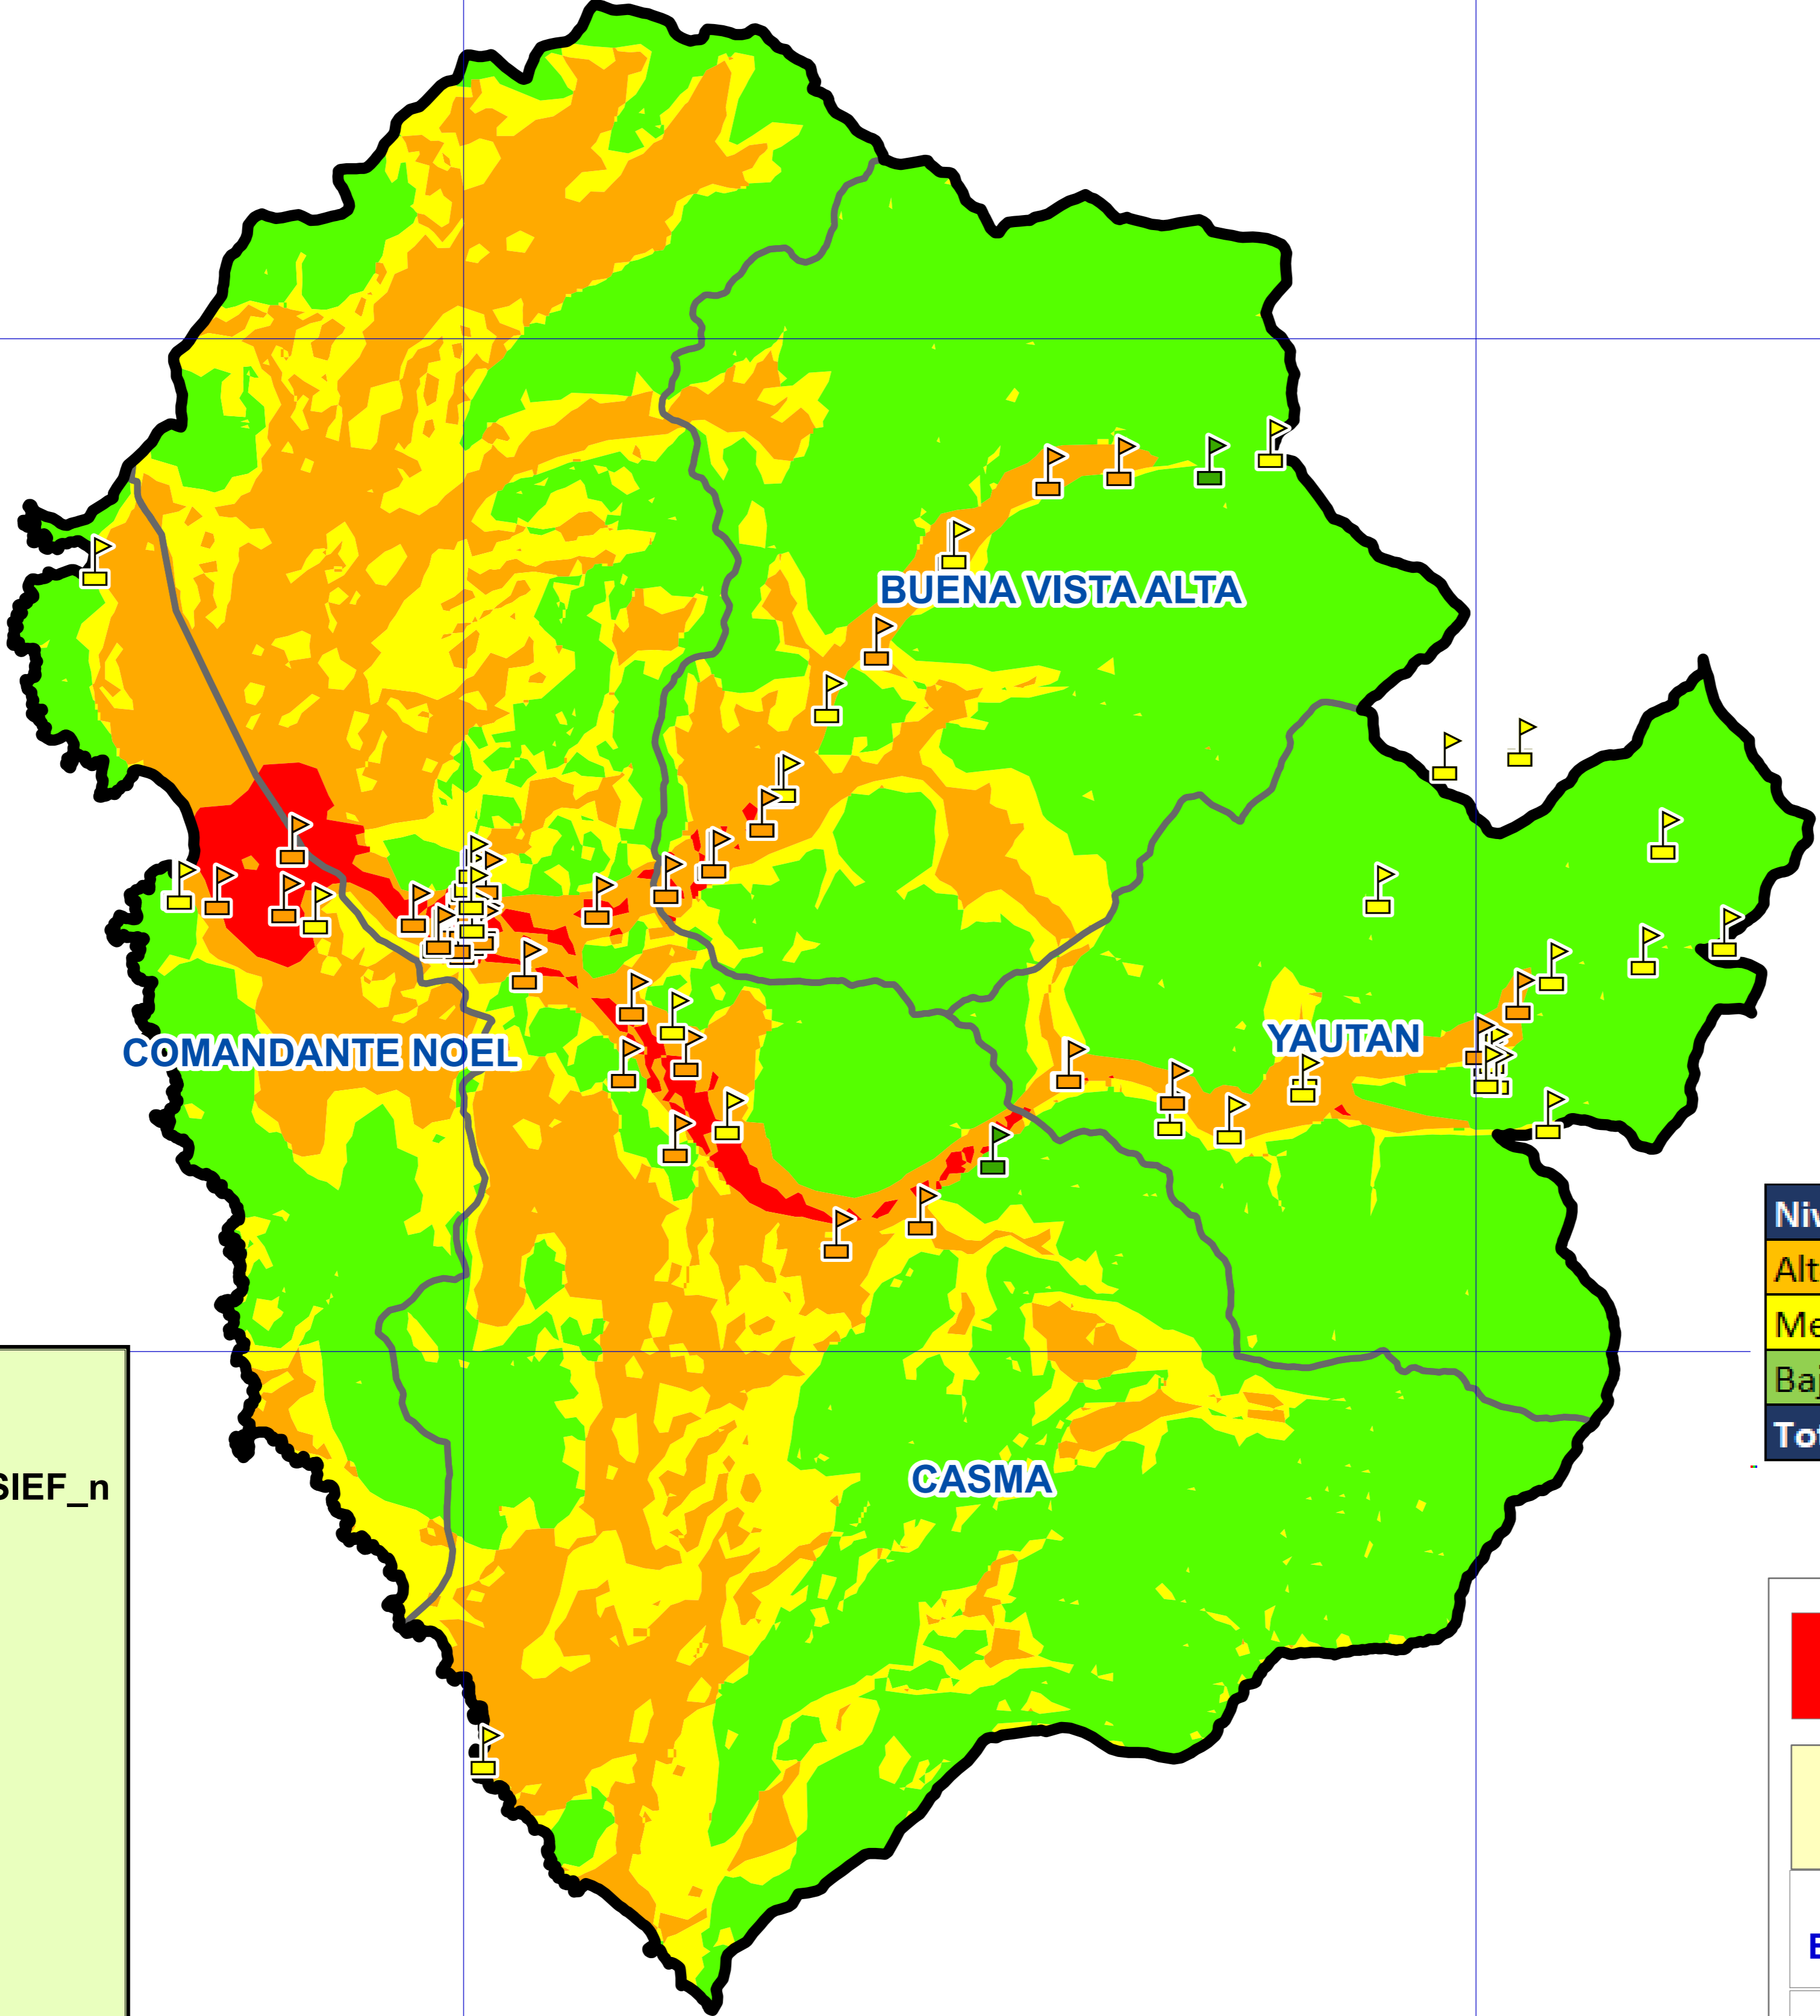 BUENA VISTA ALTA
YAUTAN
COMANDANTE NOEL
CASMA
SIEF_n
Niv
Alt
Me
Baj
Tot
E